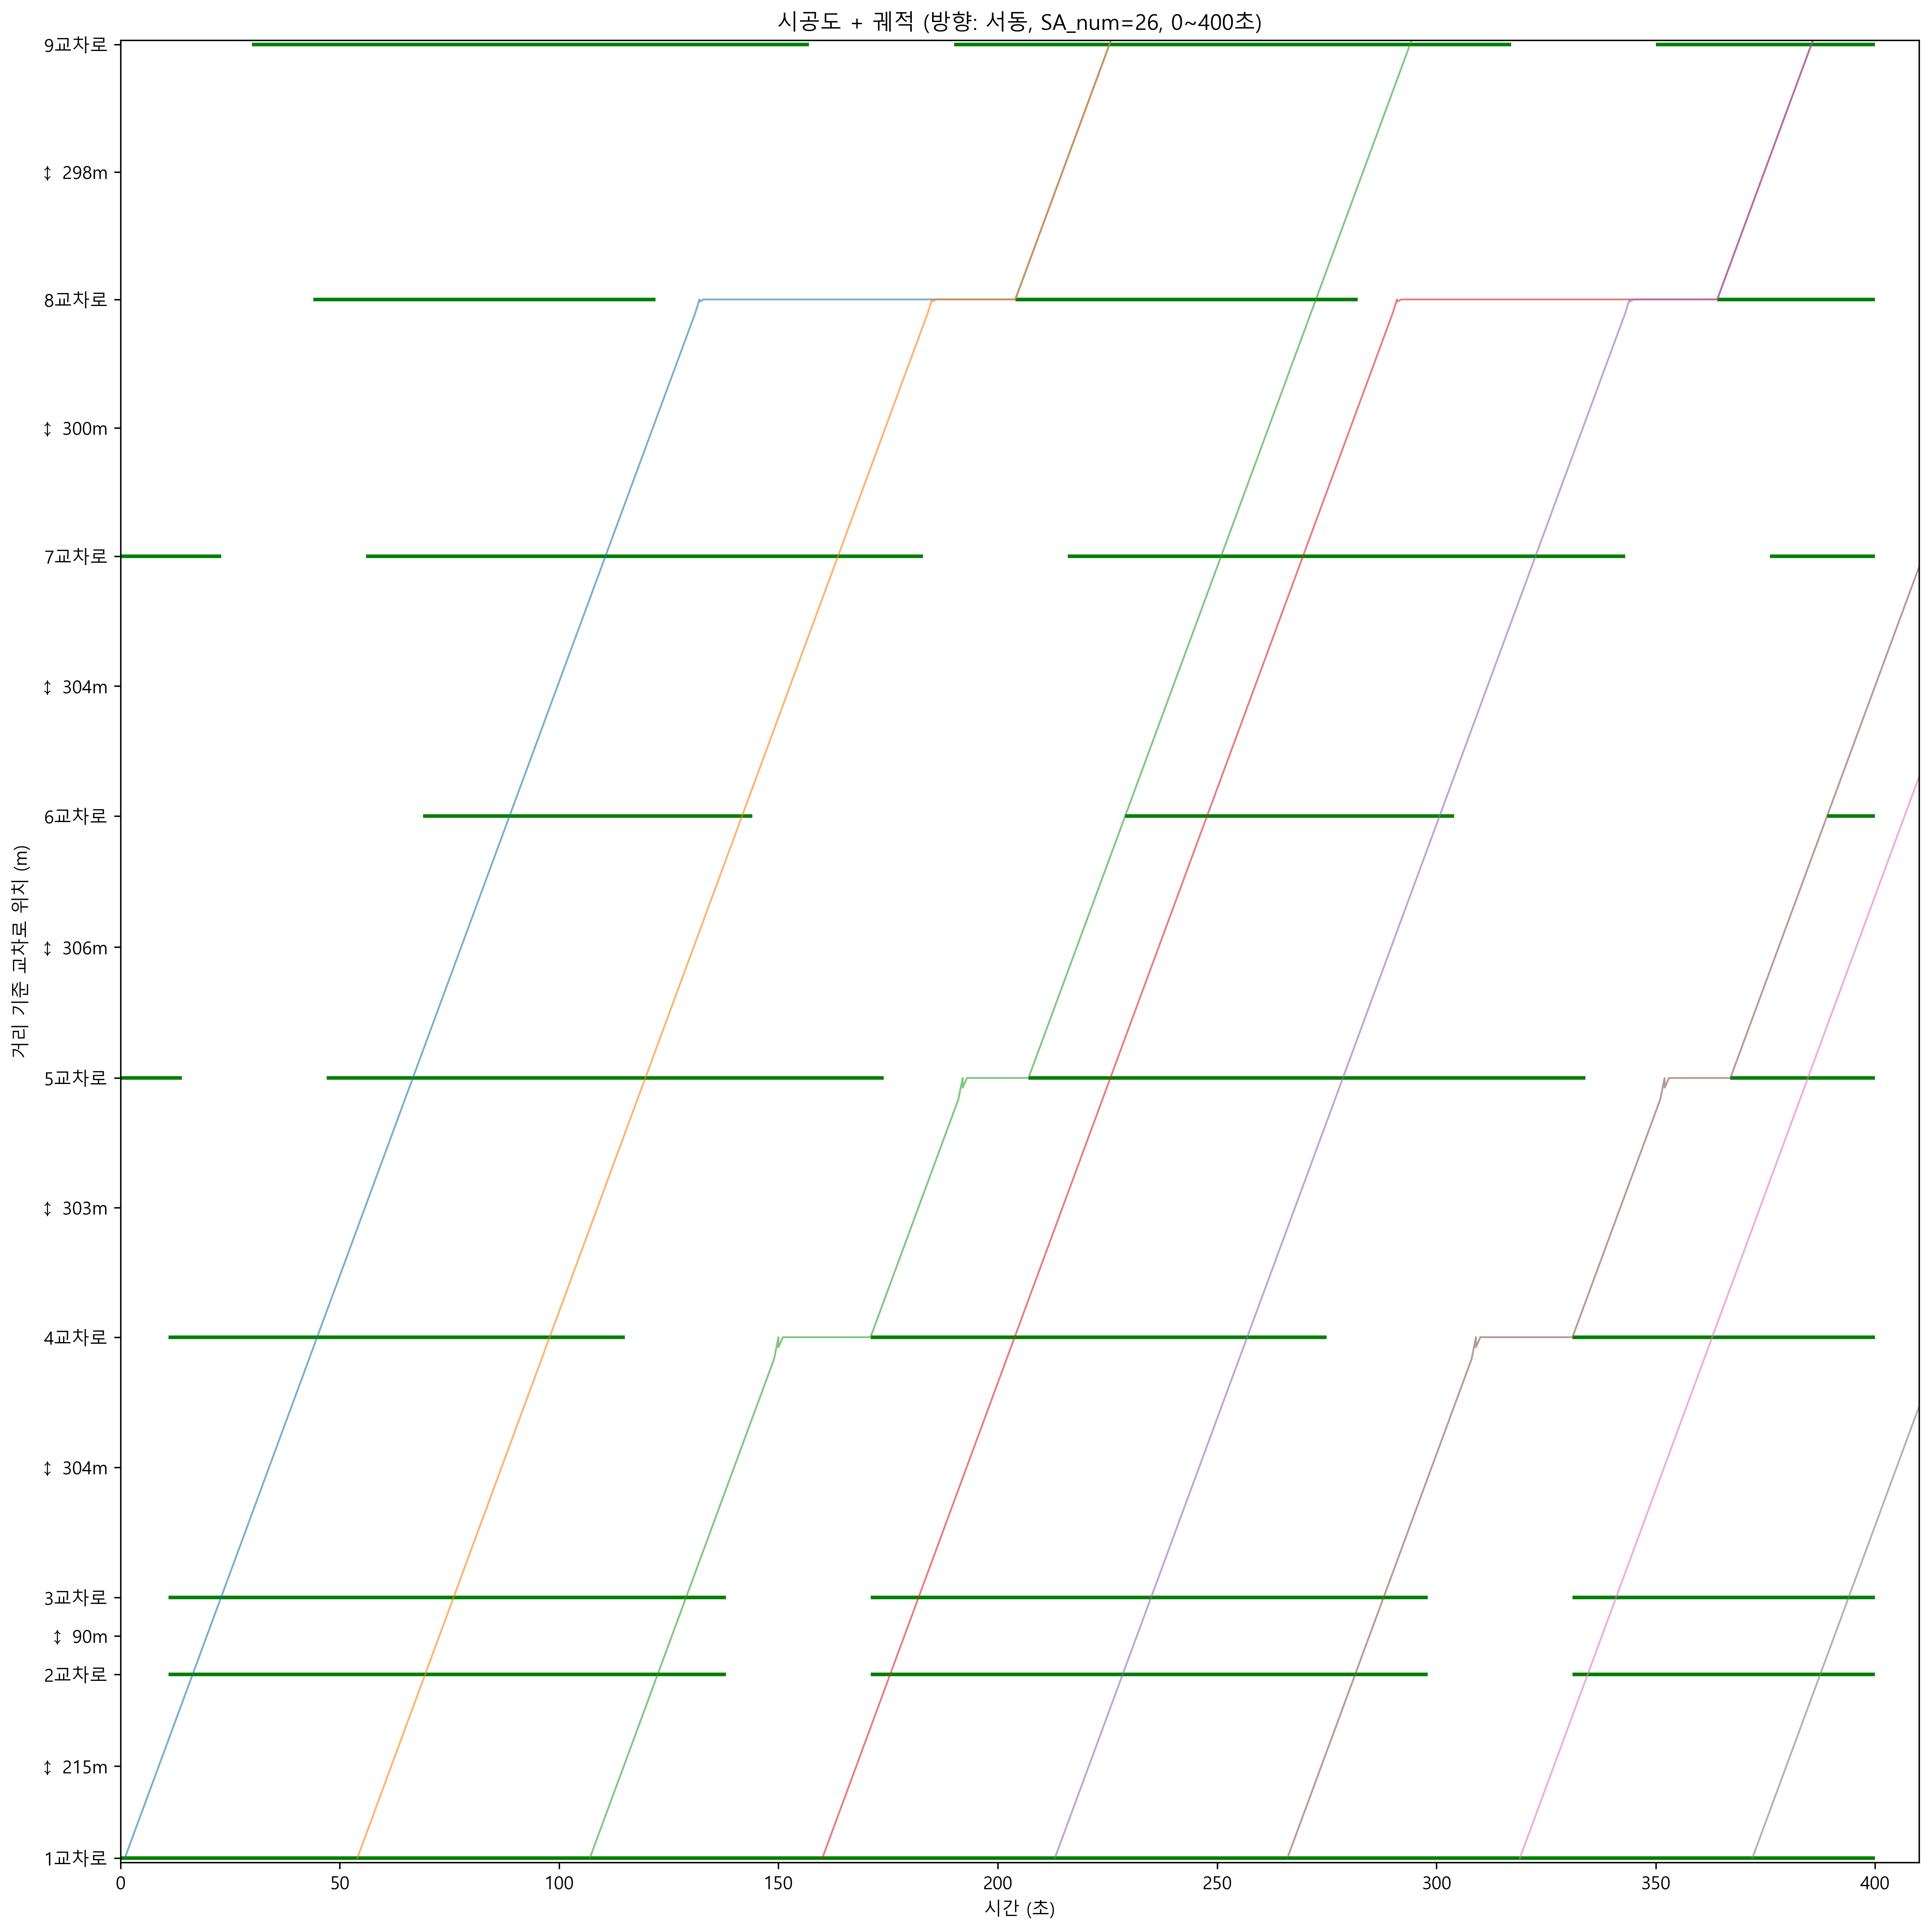 시공도 + 궤적 (방향: 서동, SA_num=26, 0~400초)
9교차로
↕ 298m
8교차로
↕ 300m
7교차로
↕ 304m
6교차로
↕ 306m
5교차로
↕ 303m
4교차로
↕ 304m
3교차로
↕ 90m
2교차로
↕ 215m
1교차로
거리 기준 교차로 위치 (m)
0 50 100 150 200 250 300 350 400
시간 (초)